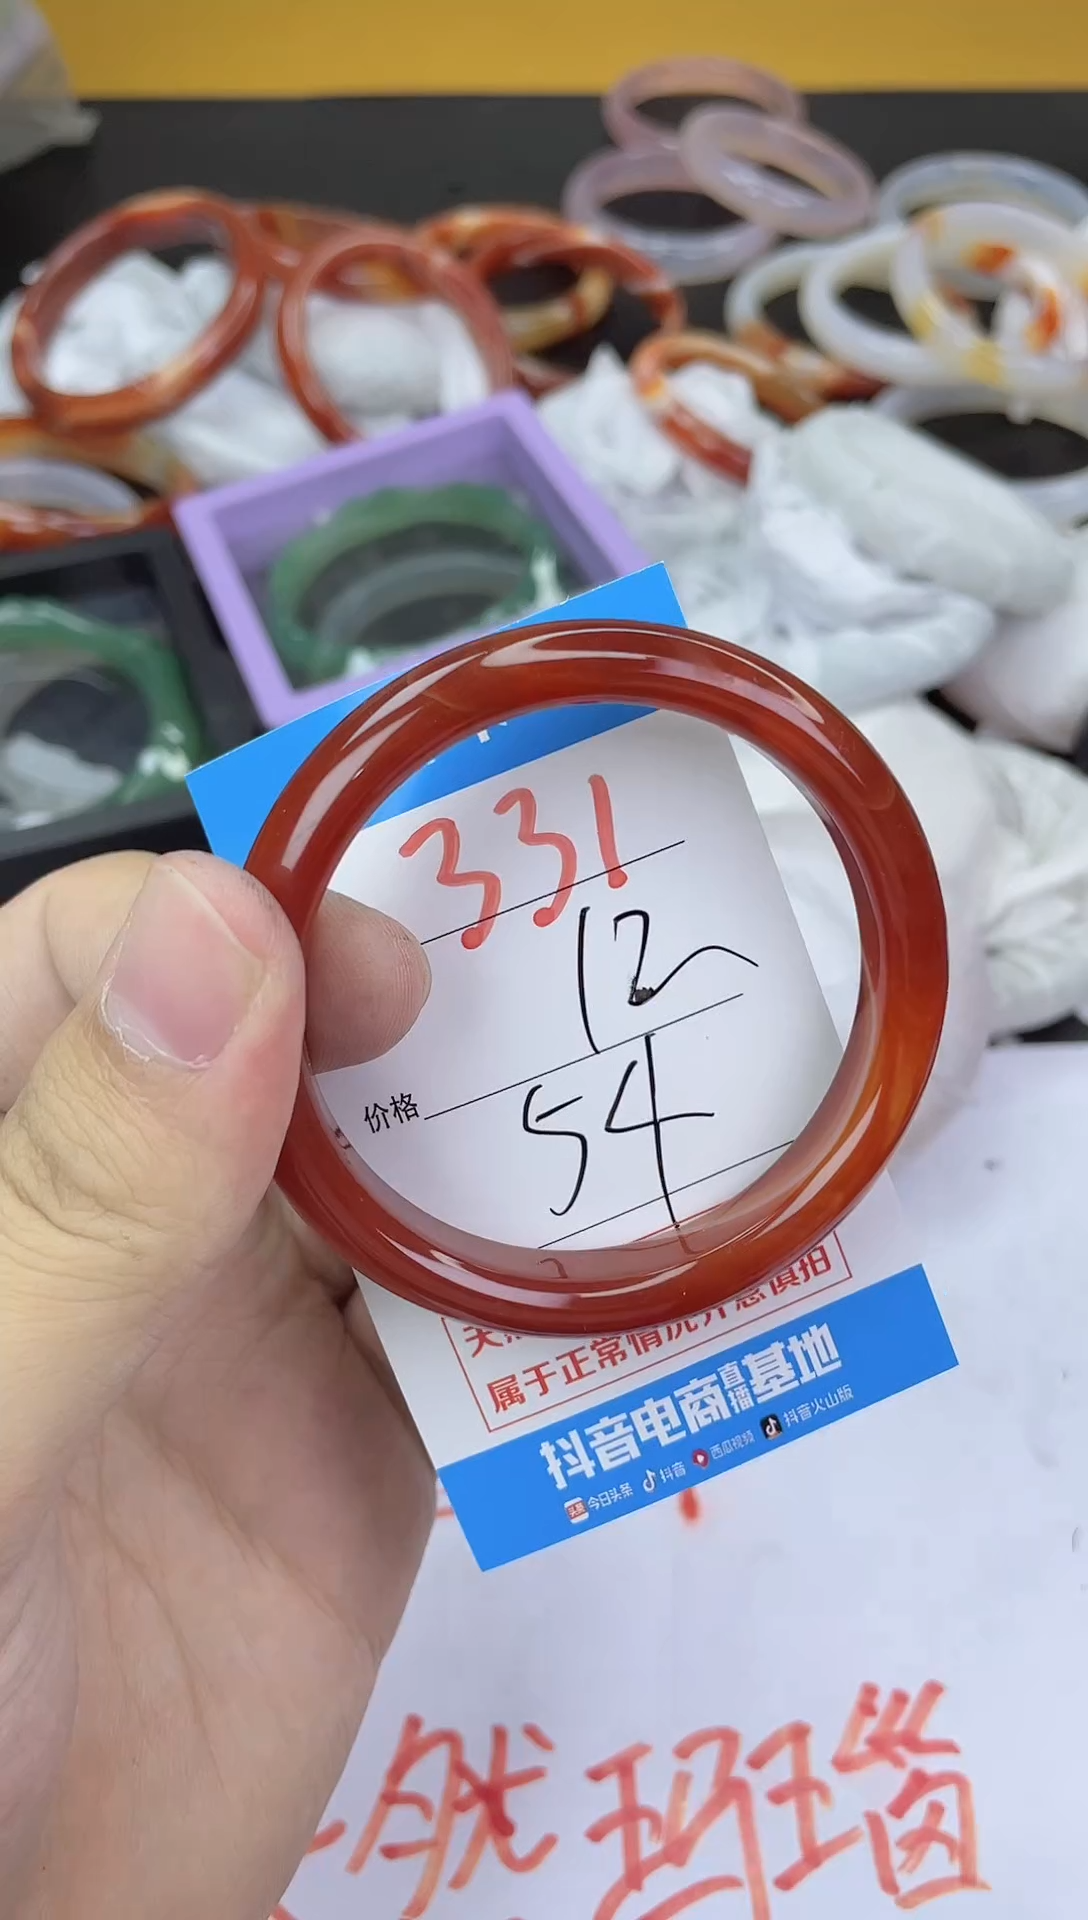 331
12
价格
54
属于正常情况介意慎拍
抖音电商直播基地
今日头条 抖音 西瓜视频 抖音火山版
然玛瑙